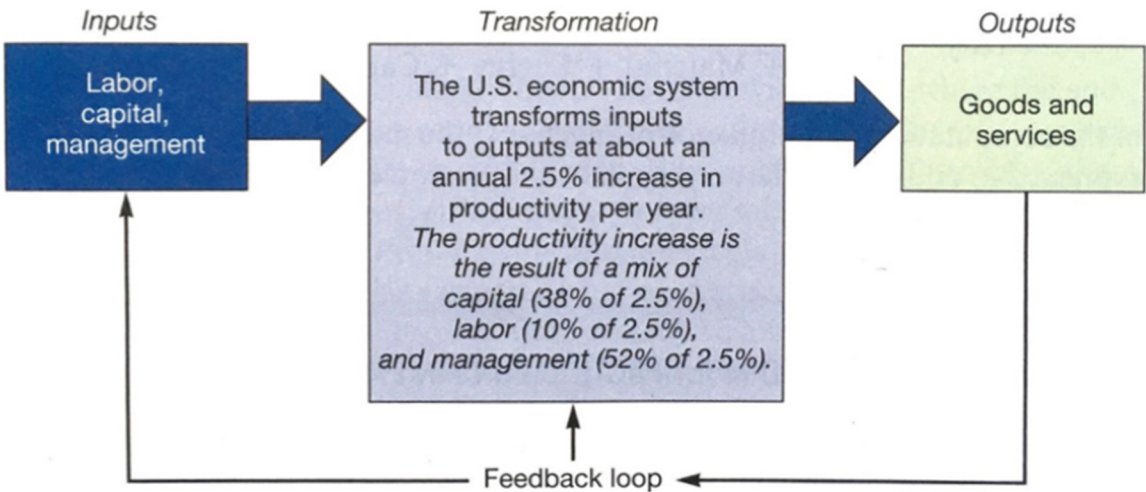 Inputs
Transformation
Outputs
Labor,
capital,
management
The U.S. economic system
transforms inputs
to outputs at about an
annual 2.5% increase in
productivity per year.
The productivity increase is
the result of a mix of
capital (38% of 2.5%),
labor (10% of 2.5%),
and management (52% of 2.5%).
Goods and
services
Feedback loop